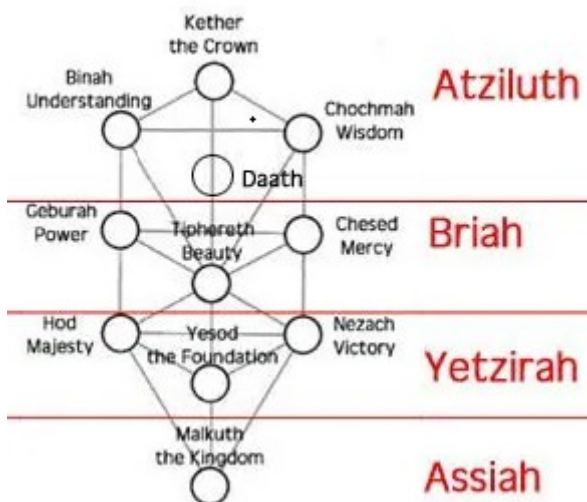 Kether
the Crown
Binah
Understanding
Atziluth
Chochmah
Wisdom
Daath
Geburah
Power
Tiphereth
Beauty
Chesed
Mercy
Briah
Hod
Majesty
Yesod
the Foundation
Nezach
Victory
Yetzirah
Malkuth
the Kingdom
Assiah